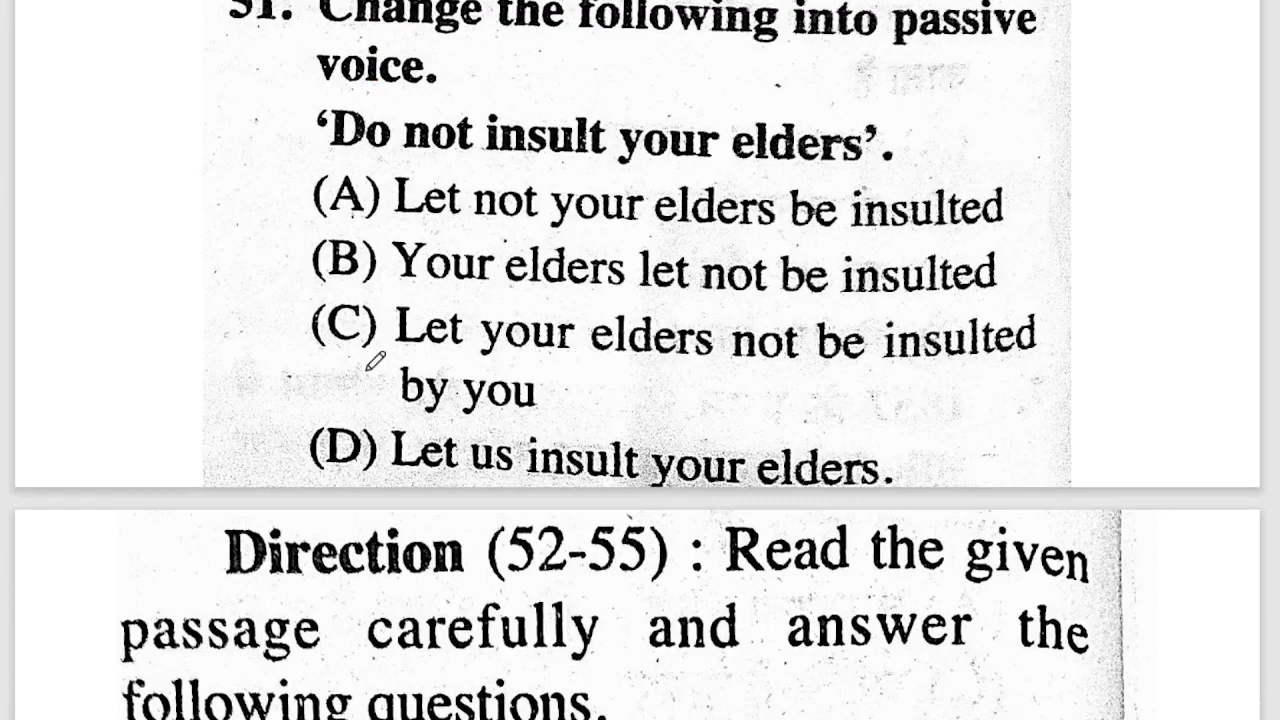 51. Change the following into passive
voice.
‘Do not insult your elders’.
(A) Let not your elders be insulted
(B) Your elders let not be insulted
(C) Let your elders not be insulted
by you
(D) Let us insult your elders.
Direction (52-55) : Read the given
passage carefully and answer the
following questions.